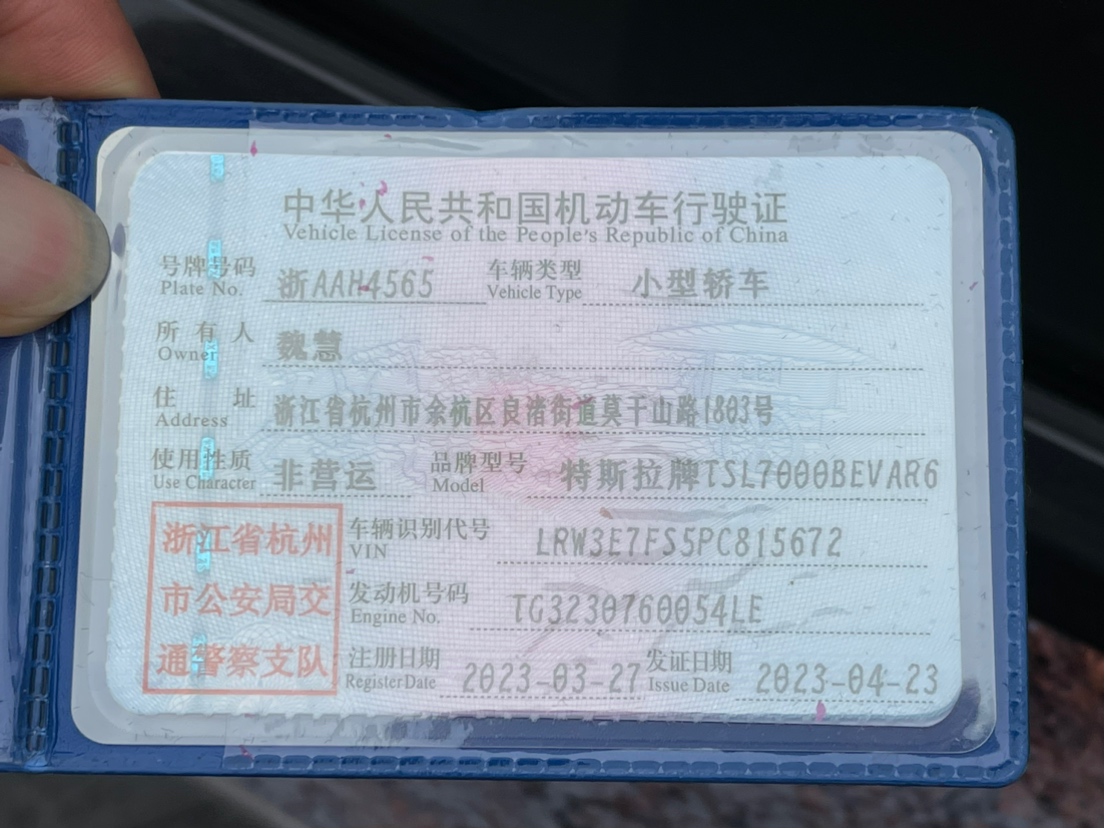 中华人民共和国机动车行驶证
Vehicle License of the People's Republic of China
号牌号码 浙AAH4565 车辆类型 小型轿车
Plate No. Vehicle Type
所有人 魏慧
Owner
住址 浙江省杭州市余杭区良渚街道莫干山路1803号
Address
使用性质 非营运 品牌型号 特斯拉牌TSL7000BEVAR6
Use Character Model
浙江省杭州
市公安局交
通警察支队
车辆识别代号 LRW3E7FS5PC815672
VIN
发动机号码 TG3230760054LE
Engine No.
注册日期 2023-03-27 发证日期 2023-04-23
Register Date Issue Date